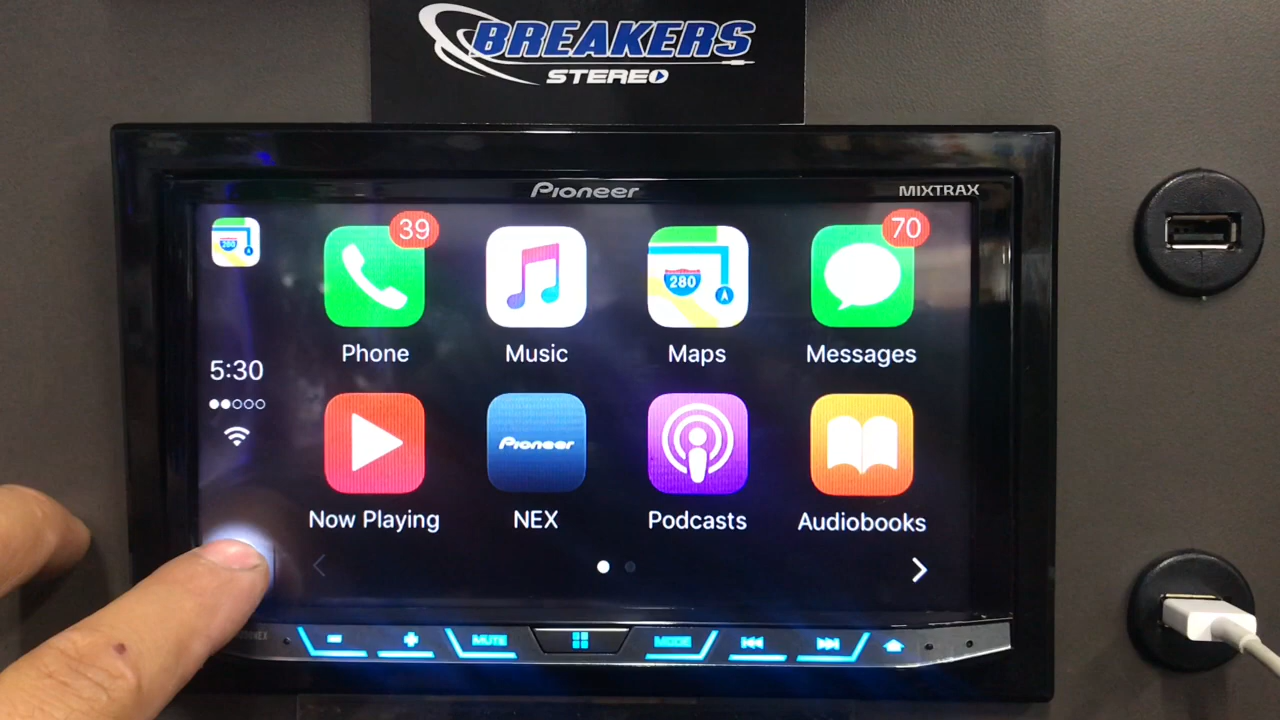 BREAKERS
STEREO
Pioneer
MIXTRAX
39
70
280
280
A
Phone
Music
Maps
Messages
5:30
Pioneer
Now Playing
NEX
Podcasts
Audiobooks
MUTE
MODE